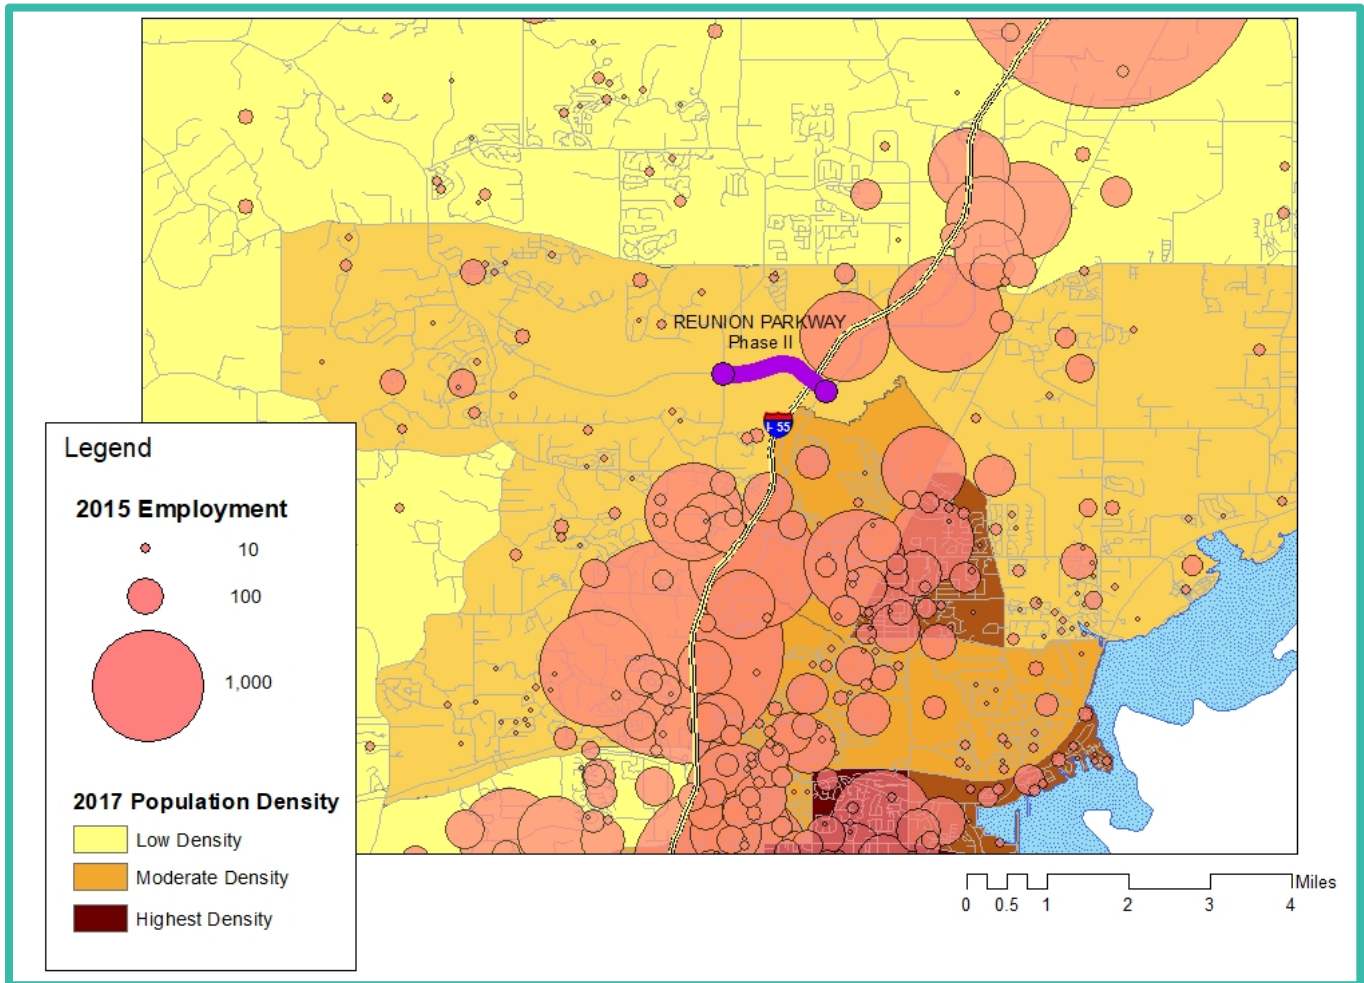 REUNION PARKWAY
Phase II
I-55
Legend
2015 Employment
10
100
1,000
2017 Population Density
Low Density
Moderate Density
Highest Density
Miles
0 0.5 1 2 3 4